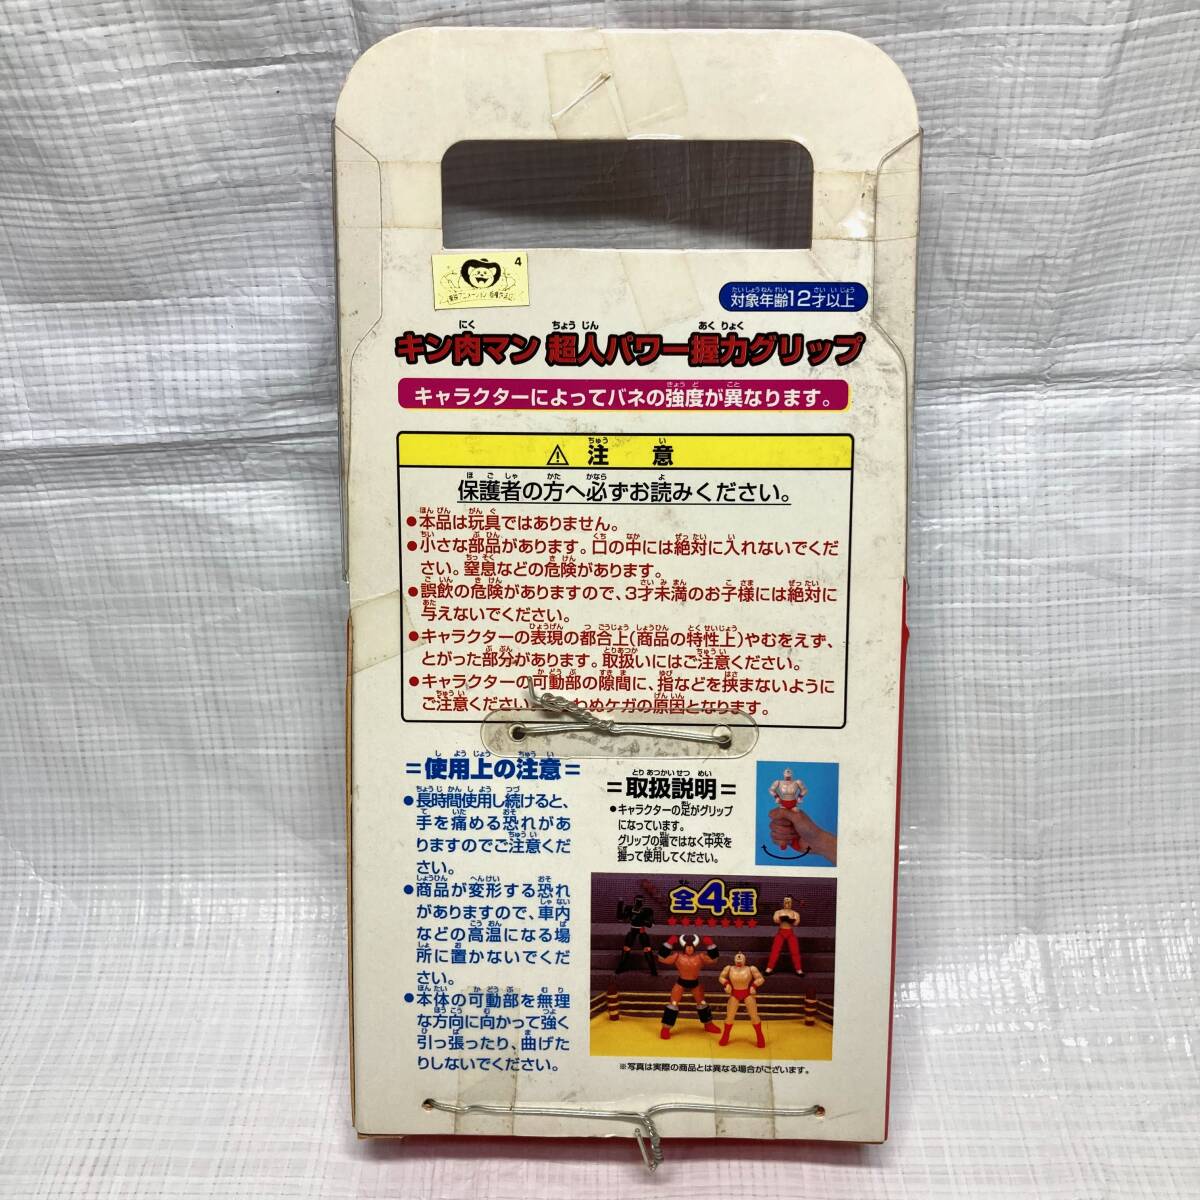 4
対象年齢12才以上
キン肉マン 超人パワー握力グリップ
キャラクターによってバネの強度が異なります。
⚠ 注 意
保護者の方へ必ずお読みください。
●本品は玩具ではありません。
●小さな部品があります。口の中には絶対に入れないでくだ
さい。窒息などの危険があります。
●誤飲の危険がありますので、3才未満のお子様には絶対に
与えないでください。
●キャラクターの表現の都合上(商品の特性上)やむをえず、
とがった部分があります。取扱いにはご注意ください。
●キャラクターの可動部の隙間に、指などを挟まないように
ご注意ください わぬケガの原因となります。
=使用上の注意=
●長時間使用し続けると、
手を痛める恐れがあ
りますのでご注意くだ
さい。
●商品が変形する恐れ
がありますので、車内
などの高温になる場
所に置かないでくだ
さい。
●本体の可動部を無理
な方向に向かって強く
引っ張ったり、曲げた
りしないでください。
=取扱説明=
●キャラクターの足がグリップ
になっています。
グリップの端ではなく中央を
握って使用してください。
全4種
※写真は実際の商品とは異なる場合がございます。